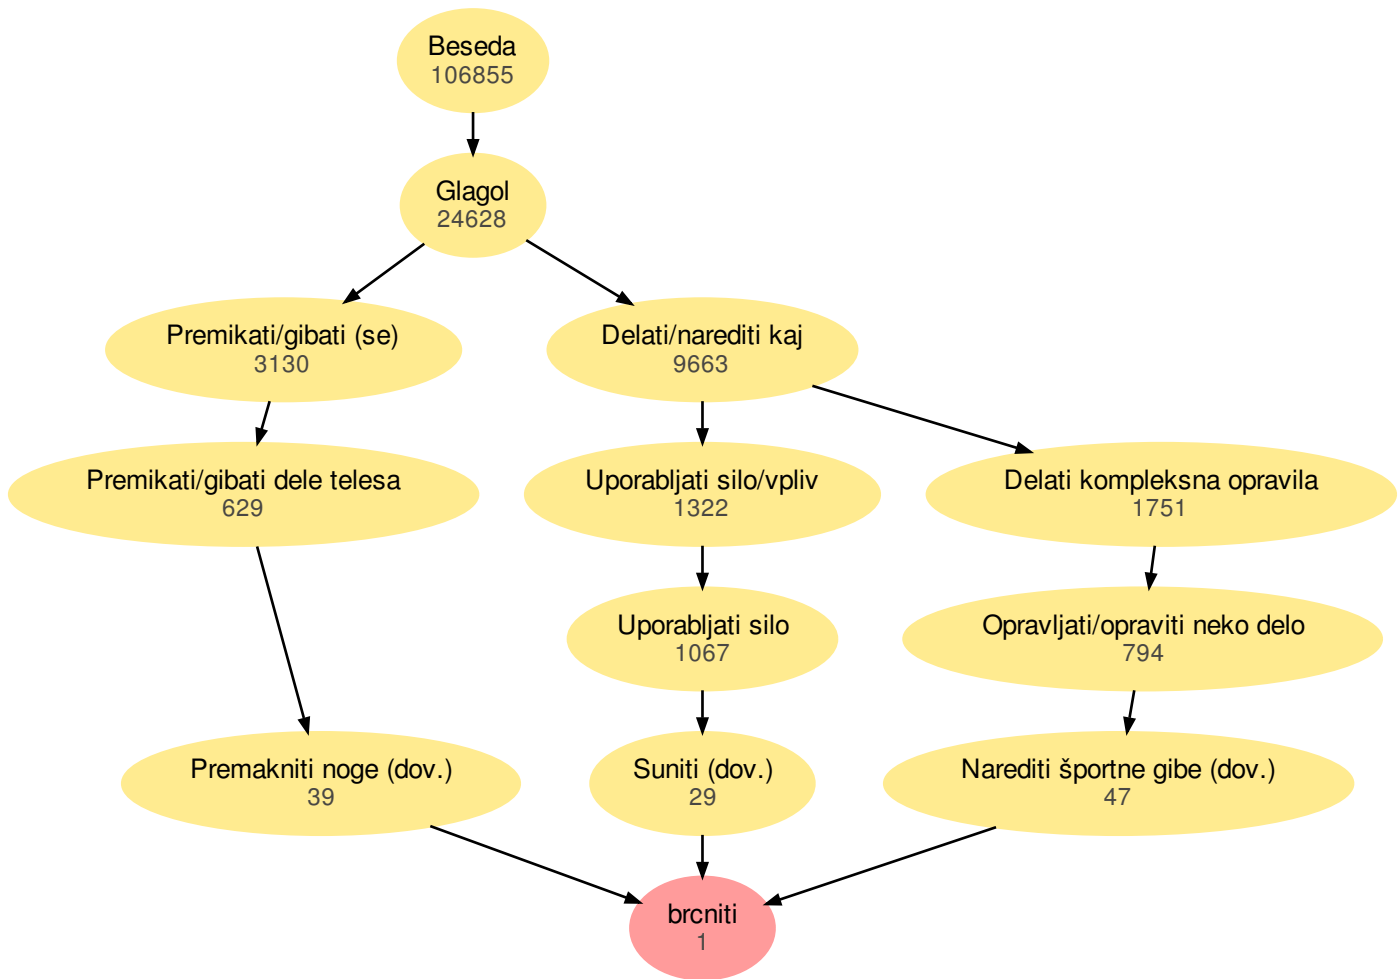 Beseda
106855
Glagol
24628
Premikati/gibati (se)
3130
Delati/narediti kaj
9663
Premikati/gibati dele telesa
629
Uporabljati silo/vpliv
1322
Delati kompleksna opravila
1751
Uporabljati silo
1067
Opravljati/opraviti neko delo
794
Premakniti noge (dov.)
39
Suniti (dov.)
29
Narediti športne gibe (dov.)
47
brcniti
1